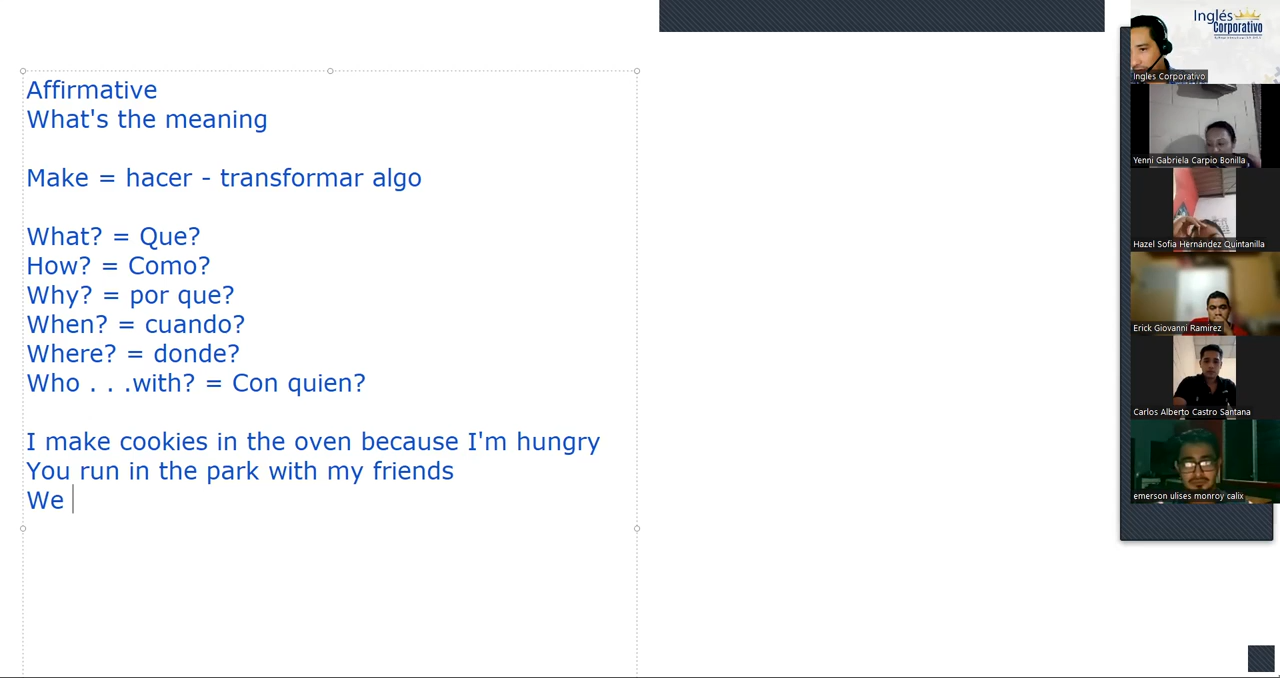 Affirmative
What's the meaning
Make = hacer - transformar algo
What? = Que?
How? = Como?
Why? = por que?
When? = cuando?
Where? = donde?
Who . . .with? = Con quien?
I make cookies in the oven because I'm hungry
You run in the park with my friends
We
Inglés
Corporativo
Ingles Corporativo
Yenni Gabriela Carpio Bonilla
Hazel Sofia Hernández Quintanilla
Erick Giovanni Ramirez
Carlos Alberto Castro Santana
emerson ulises monroy calix